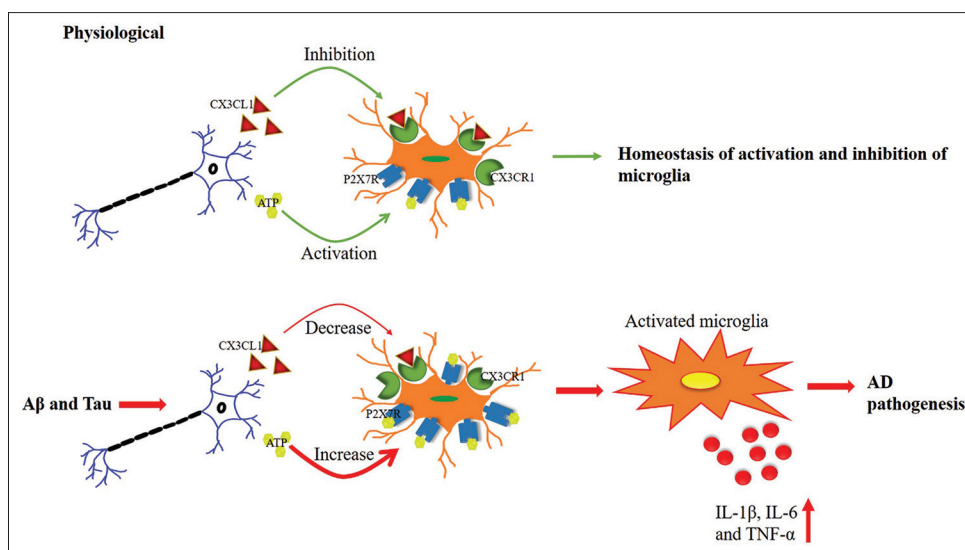 Physiological
Inhibition
CX3CL1
P2X7R
CX3CR1
ATP
Activation
Homeostasis of activation and inhibition of
microglia
Decrease
CX3CL1
CX3CR1
Aβ and Tau
P2X7R
ATP
Increase
Activated microglia
AD
pathogenesis
IL-1β, IL-6
and TNF-α